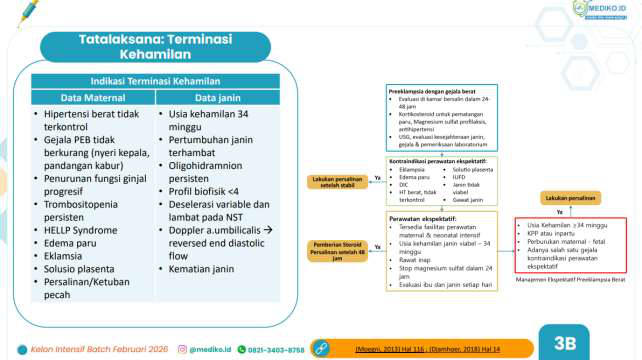 MEDIKO.ID
Tatalaksana: Terminasi
Kehamilan
Indikasi Terminasi Kehamilan
Data Maternal
• Hipertensi berat tidak
terkontrol
• Gejala PEB tidak
berkurang (nyeri kepala,
pandangan kabur)
• Penurunan fungsi ginjal
progresif
• Trombositopenia
persisten
• HELLP Syndrome
• Edema paru
• Eklamsia
• Solusio plasenta
• Persalinan/Ketuban
pecah
Data janin
• Usia kehamilan 34
minggu
• Pertumbuhan janin
terhambat
• Oligohidramnion
persisten
• Profil biofisik <4
• Deselerasi variable dan
lambat pada NST
• Doppler a.umbilicalis →
reversed end diastolic
flow
• Kematian janin
Preeklampsia dengan gejala berat
• Evaluasi di kamar bersalin dalam 24-
48 jam
• Kortikosteroid untuk pematangan
paru, Magnesium sulfat profilaksis,
antihipertensi
• USG, evaluasi kesejahteraan janin,
gejala & pemeriksaan laboratorium
Kontraindikasi perawatan ekspektatif:
• Eklampsia
• Edema paru
• DIC
• HT berat, tidak
terkontrol
• Solutio plasenta
• IUFD
• Janin tidak
viabel
• Gawat janin
Ya
Lakukan persalinan
setelah stabil
Perawatan ekspektatif:
• Tersedia fasilitas perawatan
maternal & neonatal intensif
• Usia kehamilan janin viabel – 34
minggu
• Rawat inap
• Stop magnesium sulfat dalam 24
jam
• Evaluasi ibu dan janin setiap hari
Ya
Pemberian Steroid
Persalinan setelah 48
jam
Lakukan persalinan
Ya
• Usia Kehamilan ≥34 minggu
• KPP atau inpartu
• Perburukan maternal - fetal
• Adanya salah satu gejala
kontraindikasi perawatan
ekspektatif
Manajemen Ekspektatif Preeklampsia Berat
Kelon Intensif Batch Februari 2026
@mediko.id
0821-3403-8758
(Moegni, 2013) Hal 116 , (Djamhoer, 2018) Hal 14
3B